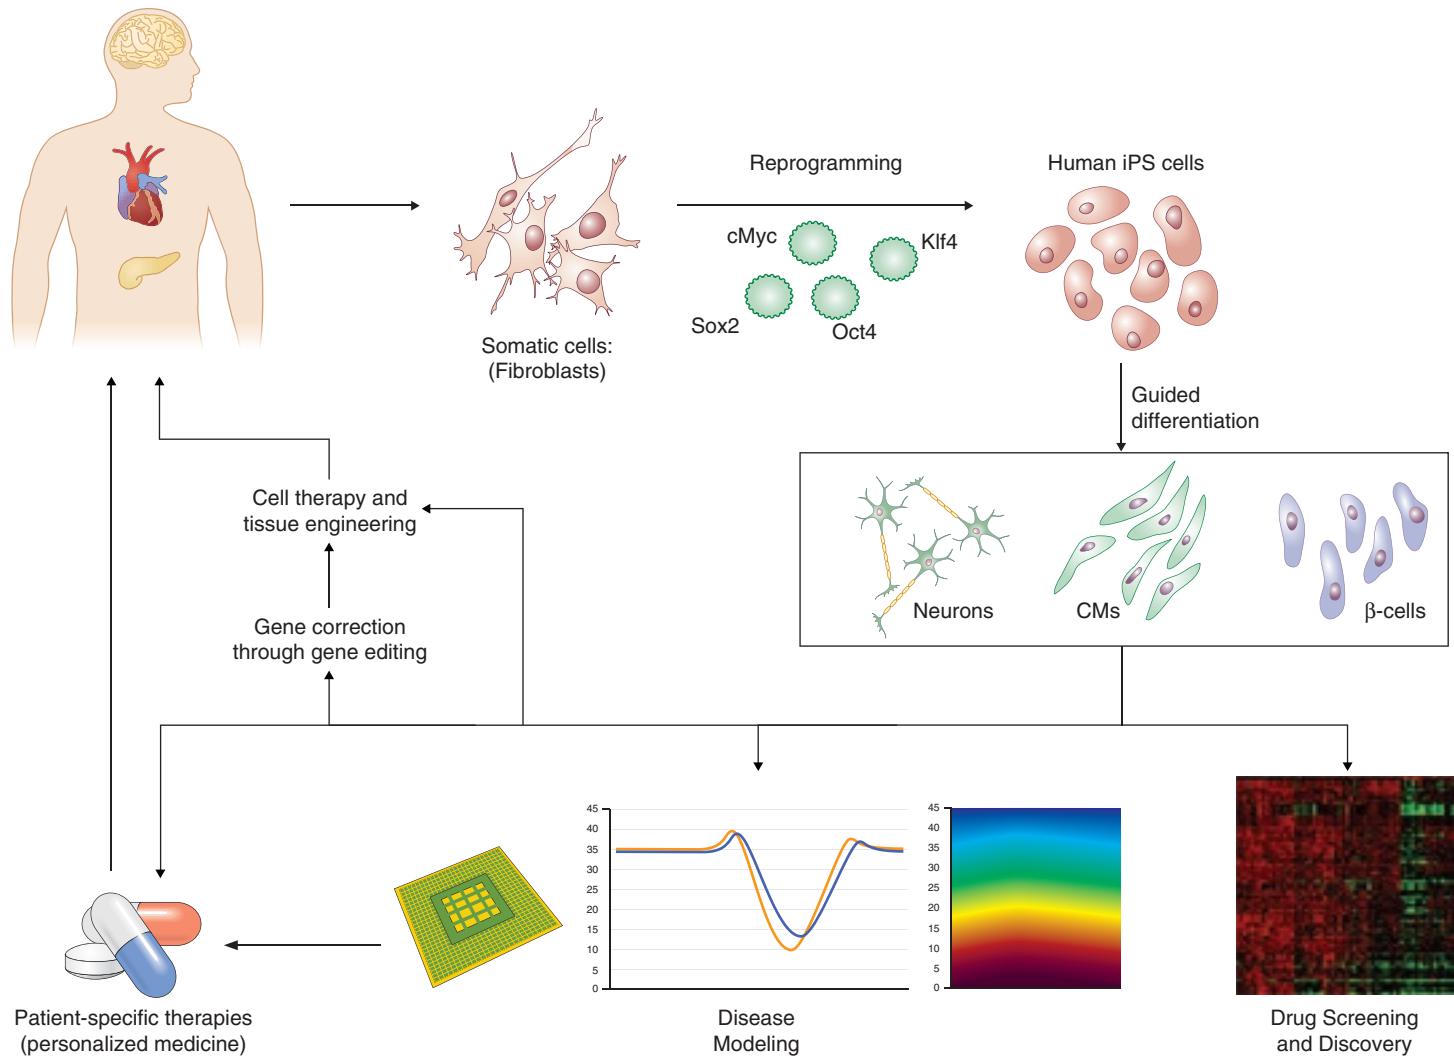 Reprogramming
Human iPS cells
cMyc
Klf4
Sox2
Oct4
Somatic cells:
(Fibroblasts)
Guided
differentiation
Cell therapy and
tissue engineering
Neurons
CMs
β-cells
Gene correction
through gene editing
45
40
35
30
25
20
15
10
5
0
45
40
35
30
25
20
15
10
5
0
Patient-specific therapies
(personalized medicine)
Disease
Modeling
Drug Screening
and Discovery